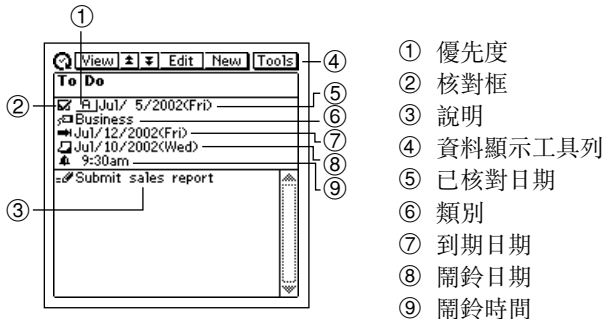 ①
View Edit New Tools
④
To Do
② A Jul/ 5/2002(Fri) ⑤
Business ⑥
Jul/12/2002(Fri) ⑦
Jul/10/2002(Wed) ⑧
9:30am ⑨
Submit sales report
③
① 優先度
② 核對框
③ 說明
④ 資料顯示工具列
⑤ 已核對日期
⑥ 類別
⑦ 到期日期
⑧ 鬧鈴日期
⑨ 鬧鈴時間